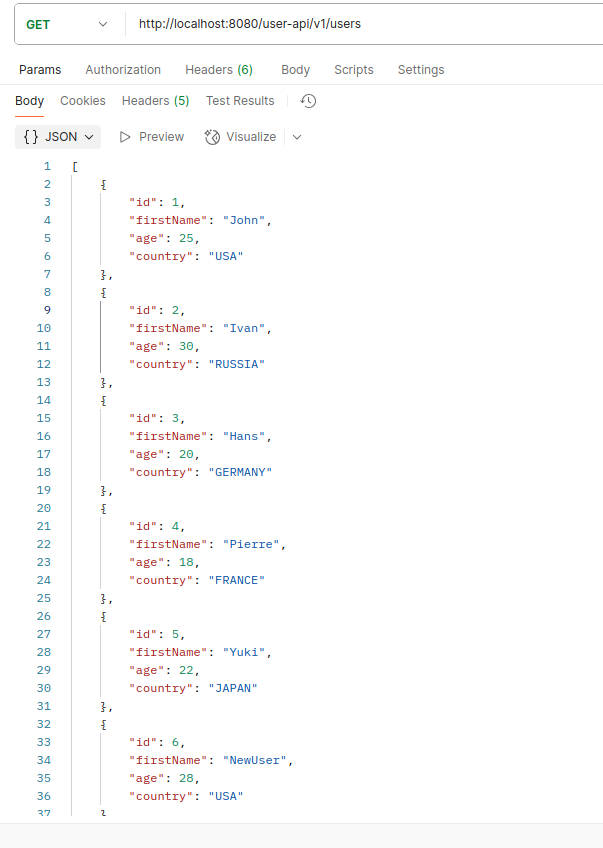 GET http://localhost:8080/user-api/v1/users
Params Authorization Headers (6) Body Scripts Settings
Body Cookies Headers (5) Test Results
{} JSON Preview Visualize
1 [
2 {
3 "id": 1,
4 "firstName": "John",
5 "age": 25,
6 "country": "USA"
7 },
8 {
9 "id": 2,
10 "firstName": "Ivan",
11 "age": 30,
12 "country": "RUSSIA"
13 },
14 {
15 "id": 3,
16 "firstName": "Hans",
17 "age": 20,
18 "country": "GERMANY"
19 },
20 {
21 "id": 4,
22 "firstName": "Pierre",
23 "age": 18,
24 "country": "FRANCE"
25 },
26 {
27 "id": 5,
28 "firstName": "Yuki",
29 "age": 22,
30 "country": "JAPAN"
31 },
32 {
33 "id": 6,
34 "firstName": "NewUser",
35 "age": 28,
36 "country": "USA"
37 }